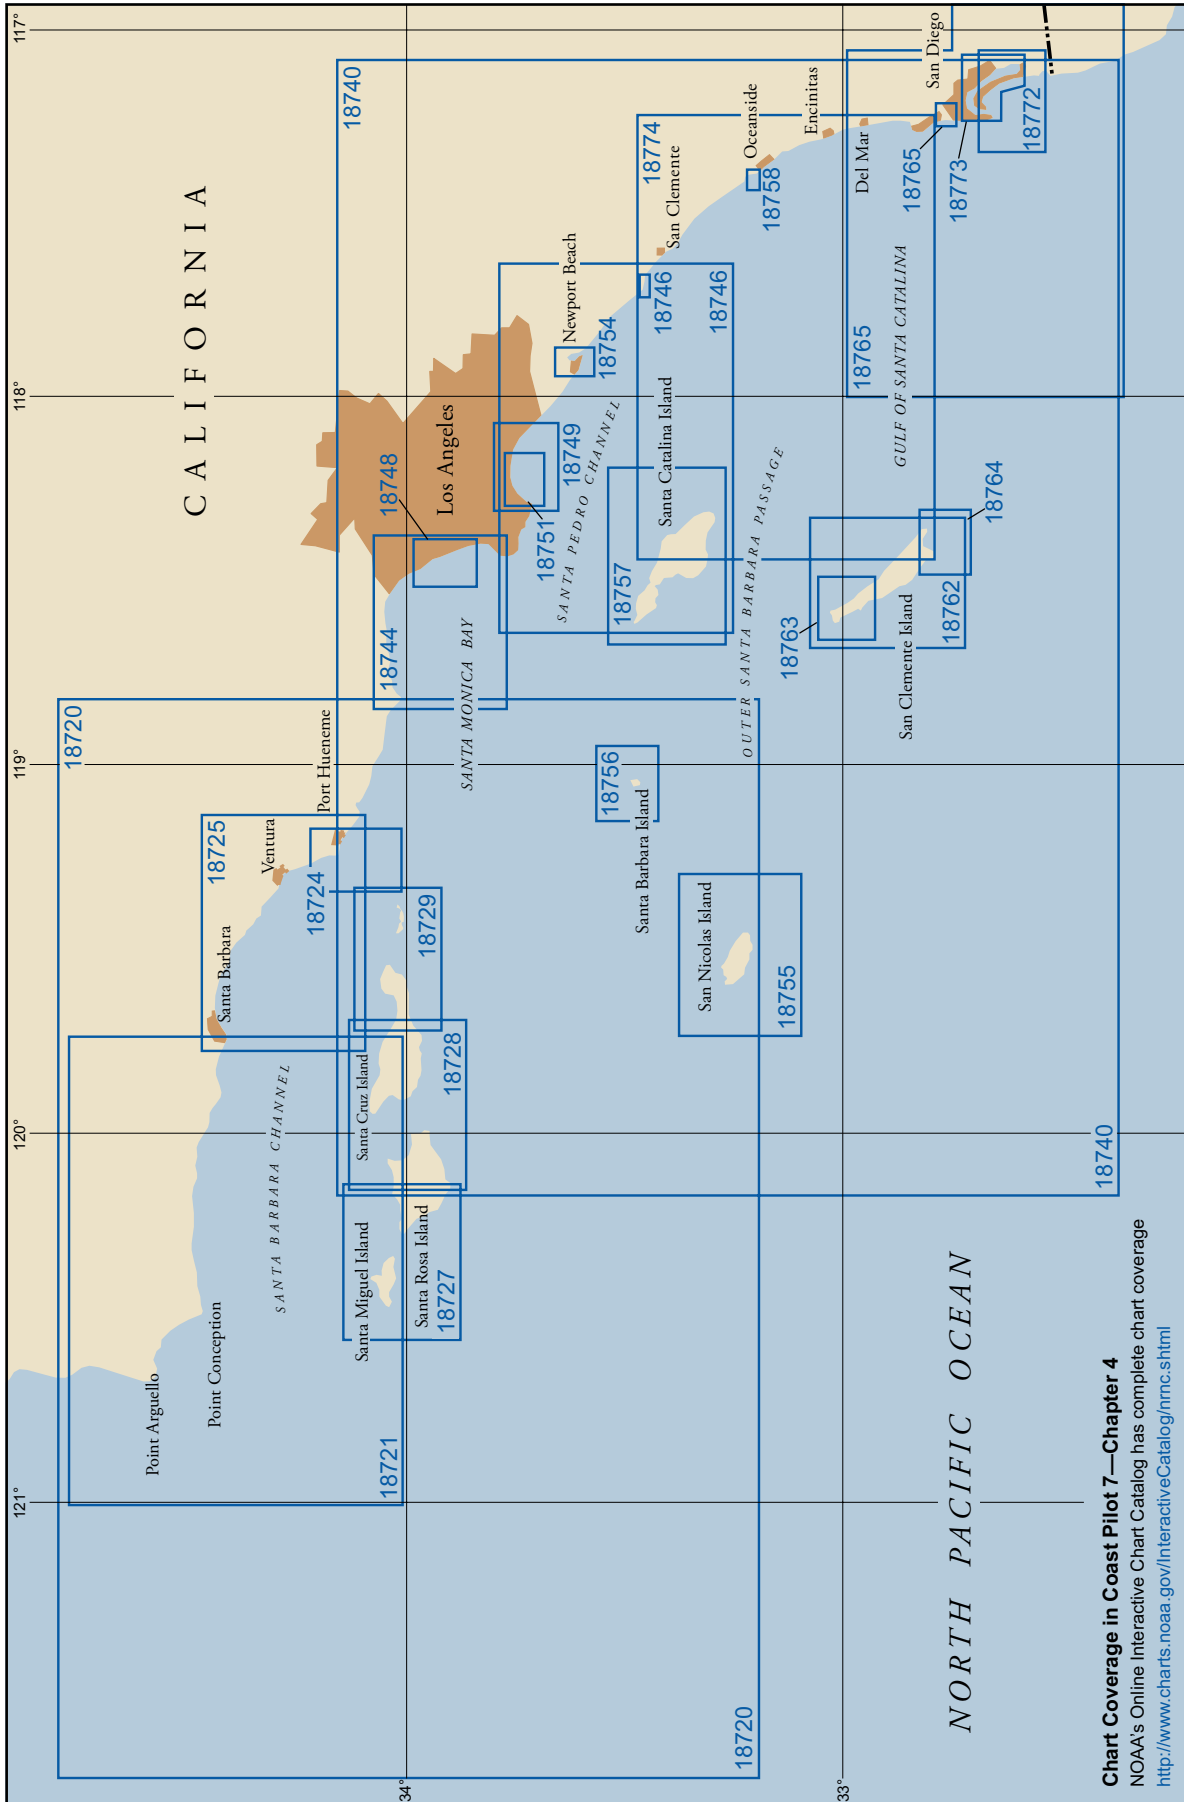 121°
120°
119°
118°
117°
34°
33°
CALIFORNIA
18720
18740
18725
18721
18724
18744
18748
18749
18751
18729
18728
18727
18754
18746
18746
18774
18758
18757
18756
18755
18763
18762
18764
18765
18765
18773
18772
18740
18720
Point Arguello
Point Conception
Santa Barbara
Ventura
Port Hueneme
Los Angeles
Newport Beach
San Clemente
Oceanside
Encinitas
Del Mar
San Diego
SANTA BARBARA CHANNEL
Santa Miguel Island
Santa Rosa Island
Santa Cruz Island
SANTA MONICA BAY
SANTA PEDRO CHANNEL
Santa Catalina Island
Santa Barbara Island
San Nicolas Island
OUTER SANTA BARBARA PASSAGE
San Clemente Island
GULF OF SANTA CATALINA
NORTH PACIFIC OCEAN
Chart Coverage in Coast Pilot 7—Chapter 4
NOAA's Online Interactive Chart Catalog has complete chart coverage
http://www.charts.noaa.gov/InteractiveCatalog/nrnc.shtml